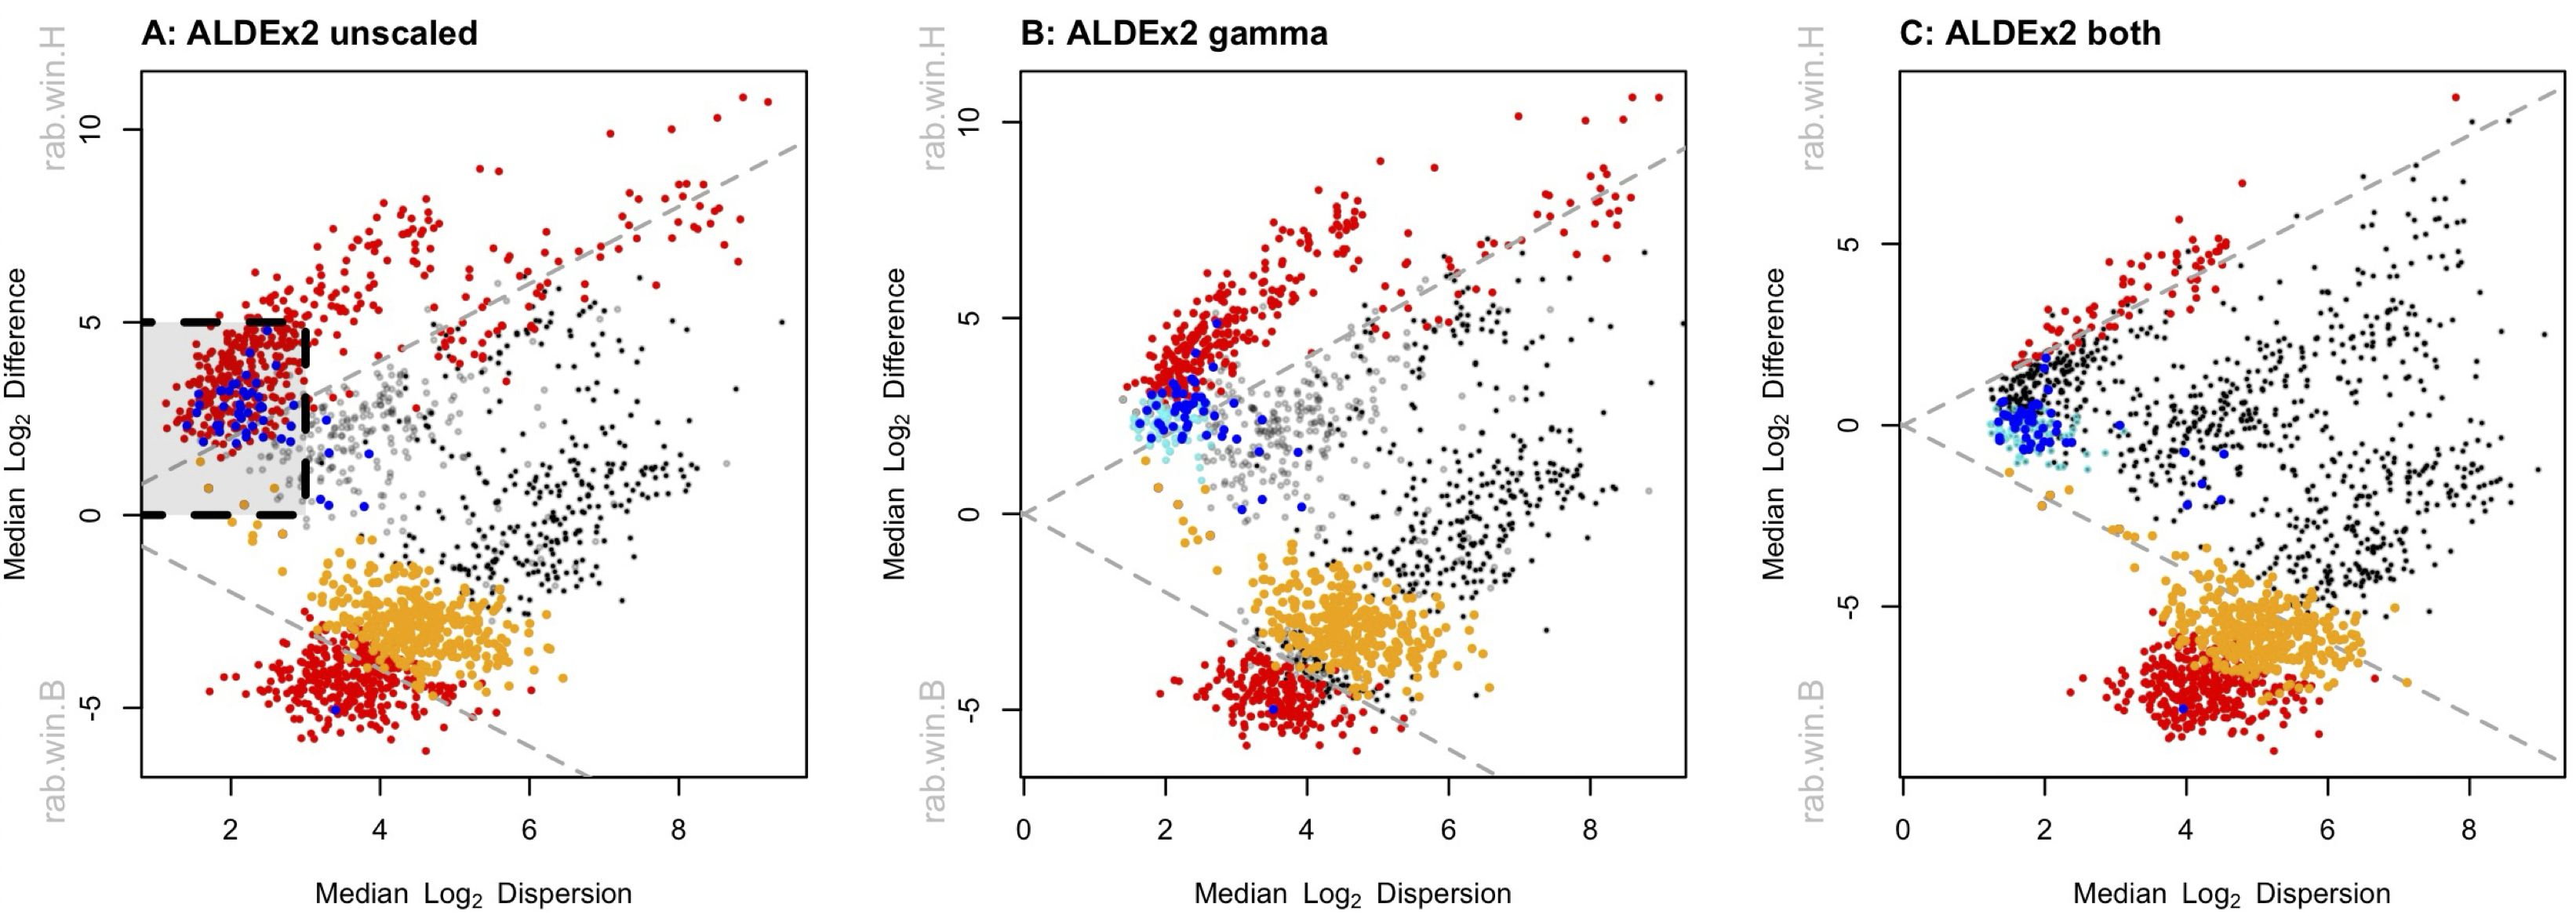 A: ALDEx2 unscaled
rab.win.H
10
5
0
-5
Median Log2 Difference
rab.win.B
2 4 6 8
Median Log2 Dispersion
B: ALDEx2 gamma
rab.win.H
10
5
0
-5
Median Log2 Difference
rab.win.B
0 2 4 6 8
Median Log2 Dispersion
C: ALDEx2 both
rab.win.H
5
0
-5
Median Log2 Difference
rab.win.B
0 2 4 6 8
Median Log2 Dispersion